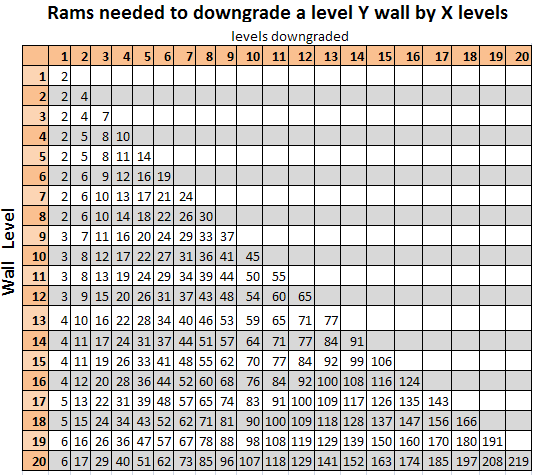 Rams needed to downgrade a level Y wall by X levels
levels downgraded
1 2 3 4 5 6 7 8 9 10 11 12 13 14 15 16 17 18 19 20
Wall Level
1 2
2 2 4
3 2 4 7
4 2 5 8 10
5 2 5 8 11 14
6 2 6 9 12 16 19
7 2 6 10 13 17 21 24
8 2 6 10 14 18 22 26 30
9 3 7 11 16 20 24 29 33 37
10 3 8 12 17 22 27 31 36 41 45
11 3 8 13 19 24 29 34 39 44 50 55
12 3 9 15 20 26 31 37 43 48 54 60 65
13 4 10 16 22 28 34 40 46 53 59 65 71 77
14 4 11 17 24 31 37 44 51 57 64 71 77 84 91
15 4 11 19 26 33 41 48 55 62 70 77 84 92 99 106
16 4 12 20 28 36 44 52 60 68 76 84 92 100 108 116 124
17 5 13 22 31 39 48 57 65 74 83 91 100 109 117 126 135 143
18 5 15 24 34 43 52 62 71 81 90 100 109 118 128 137 147 156 166
19 6 16 26 36 47 57 67 78 88 98 108 119 129 139 150 160 170 180 191
20 6 17 29 40 51 62 73 85 96 107 118 129 141 152 163 174 185 197 208 219